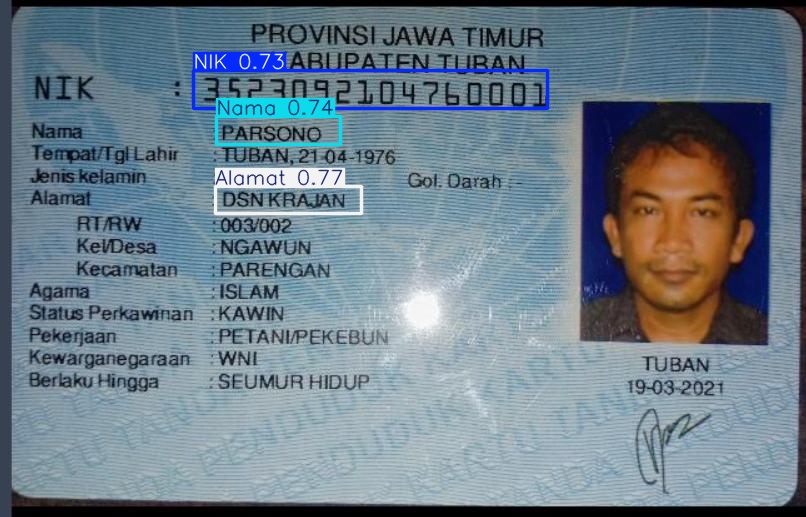 PROVINSI JAWA TIMUR
KABUPATEN TUBAN
NIK 0.73
NIK : 3523092104760001
Nama 0.74
Nama : PARSONO
Tempat/Tgl Lahir : TUBAN, 21-04-1976
Alamat 0.77
Jenis kelamin Gol. Darah : -
Alamat : DSN KRAJAN
RT/RW : 003/002
Kel/Desa : NGAWUN
Kecamatan : PARENGAN
Agama : ISLAM
Status Perkawinan : KAWIN
Pekerjaan : PETANI/PEKEBUN
Kewarganegaraan : WNI
Berlaku Hingga : SEUMUR HIDUP
TUBAN
19-03-2021